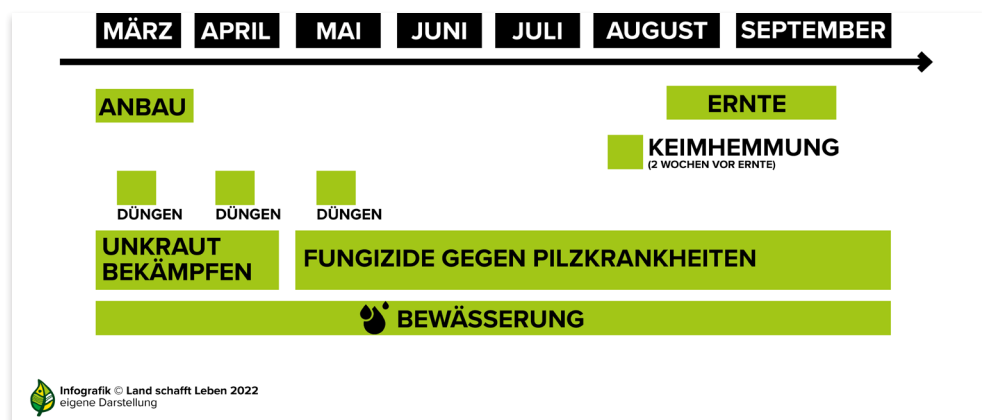 MÄRZ APRIL MAI JUNI JULI AUGUST SEPTEMBER
ANBAU
ERNTE
KEIMHEMMUNG
(2 WOCHEN VOR ERNTE)
DÜNGEN DÜNGEN DÜNGEN
UNKRAUT
BEKÄMPFEN
FUNGIZIDE GEGEN PILZKRANKHEITEN
BEWÄSSERUNG
Infografik © Land schafft Leben 2022
eigene Darstellung